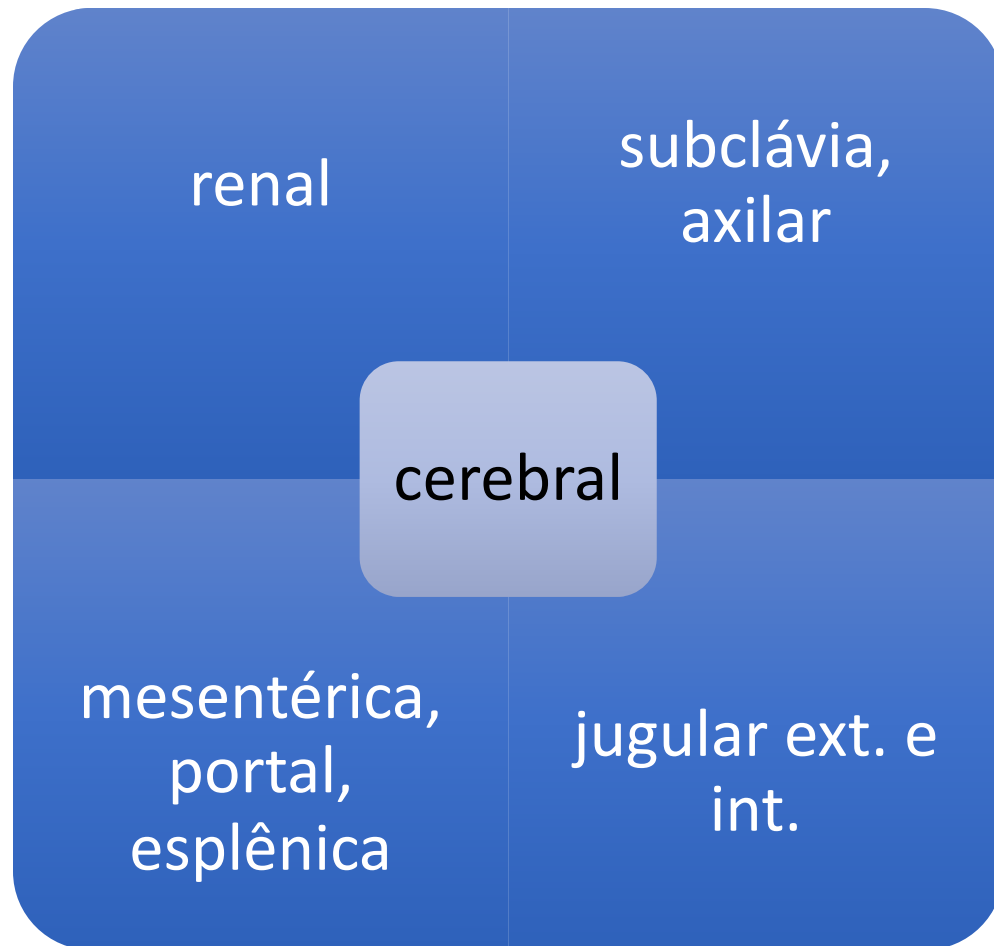 renal
subclávia,
axilar
cerebral
mesentérica,
portal,
esplênica
jugular ext. e
int.